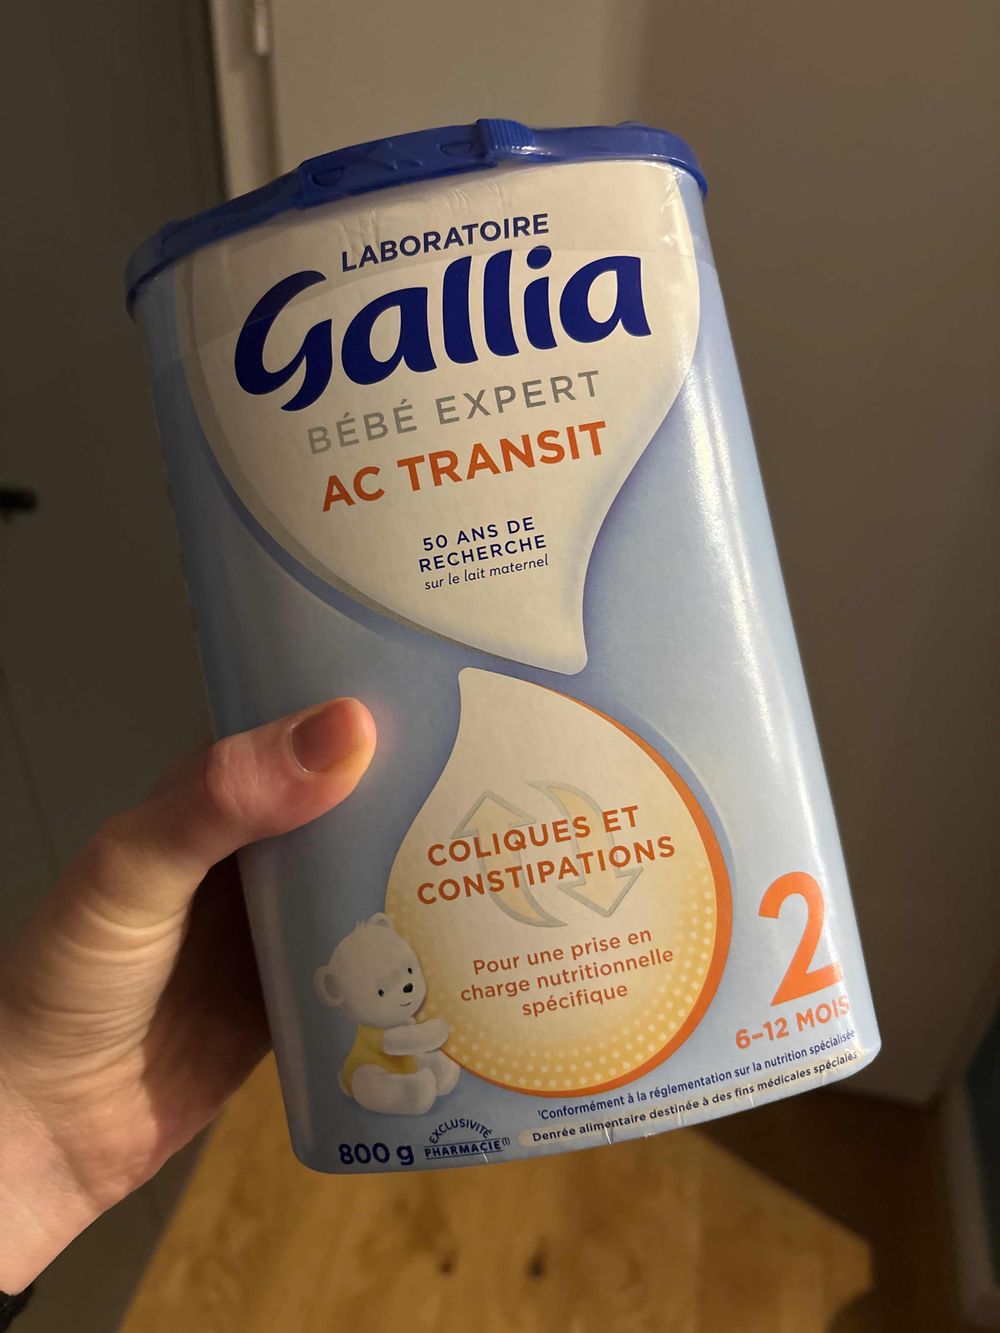 LABORATOIRE
Gallia
BÉBÉ EXPERT
AC TRANSIT
50 ANS DE
RECHERCHE
sur le lait maternel
COLIQUES ET
CONSTIPATIONS
Pour une prise en
charge nutritionnelle
spécifique
2
6-12 MOIS
¹Conformément à la réglementation sur la nutrition spécialisée
Denrée alimentaire destinée à des fins médicales spéciales
800 g
EXCLUSIVITÉ
PHARMACIE(1)